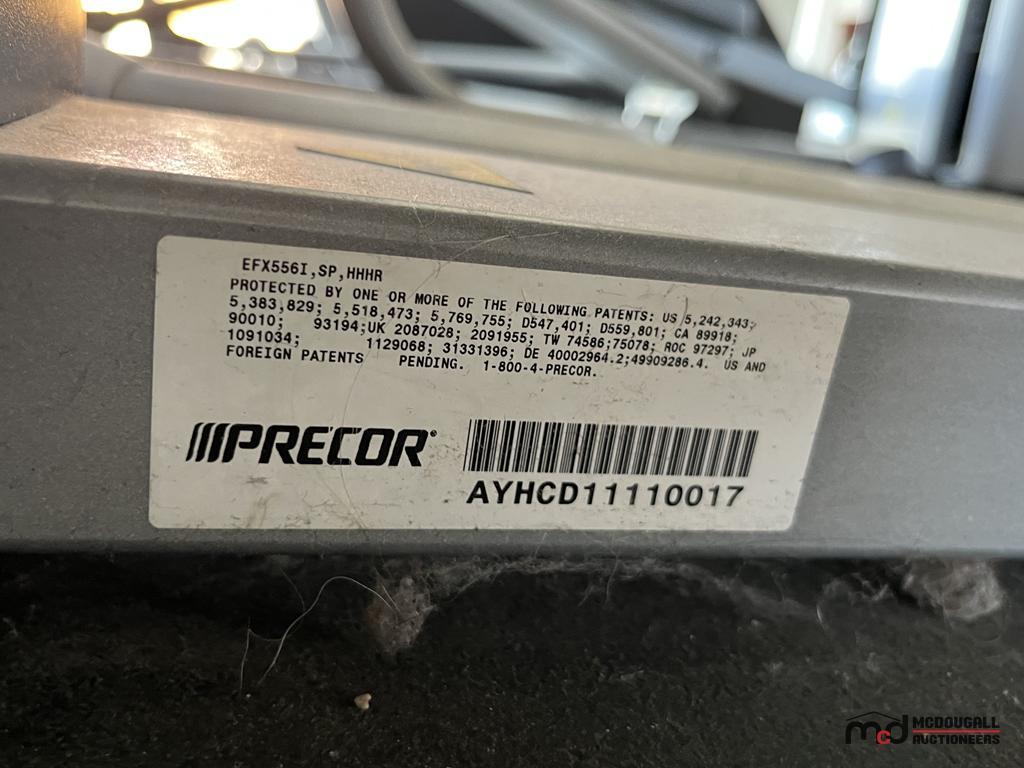 EFX556I,SP,HHHR
PROTECTED BY ONE OR MORE OF THE FOLLOWING PATENTS: US 5,242,343;
5,383,829; 5,518,473; 5,769,755; D547,401; D559,801; CA 89918;
90010; 93194;UK 2087028; 2091955; TW 74586;75078; ROC 97297; JP
1091034; 1129068; 31331396; DE 40002964.2;49909286.4. US AND
FOREIGN PATENTS PENDING. 1-800-4-PRECOR.
PRECOR®
AYHCD11110017
mcd MCDOUGALL
AUCTIONEERS